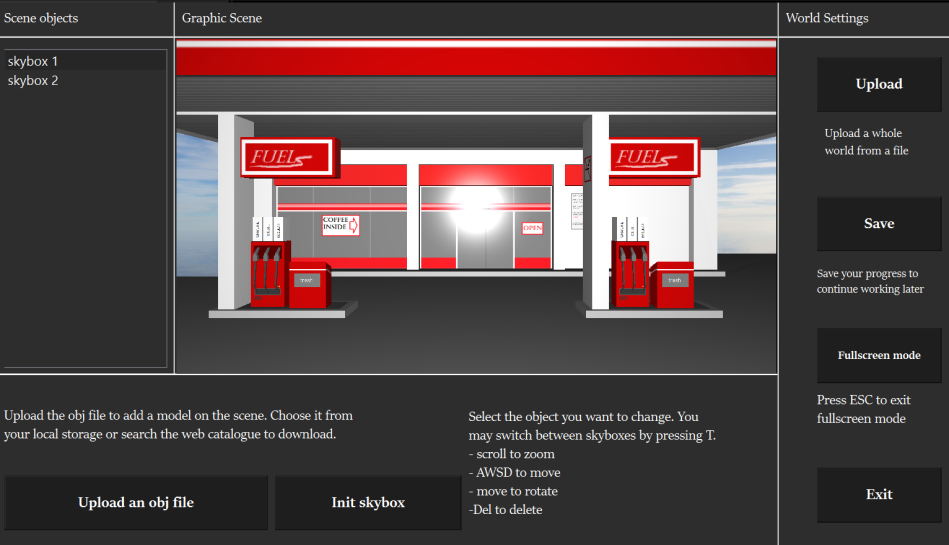 Scene objects
Graphic Scene
World Settings
skybox 1
skybox 2
FUEL
FUEL
COFFEE
INSIDE
OPEN
trash
trash
Upload
Upload a whole
world from a file
Save
Save your progress to
continue working later
Fullscreen mode
Press ESC to exit
fullscreen mode
Exit
Upload the obj file to add a model on the scene. Choose it from
your local storage or search the web catalogue to download.
Upload an obj file
Init skybox
Select the object you want to change. You
may switch between skyboxes by pressing T.
- scroll to zoom
- AWSD to move
- move to rotate
-Del to delete